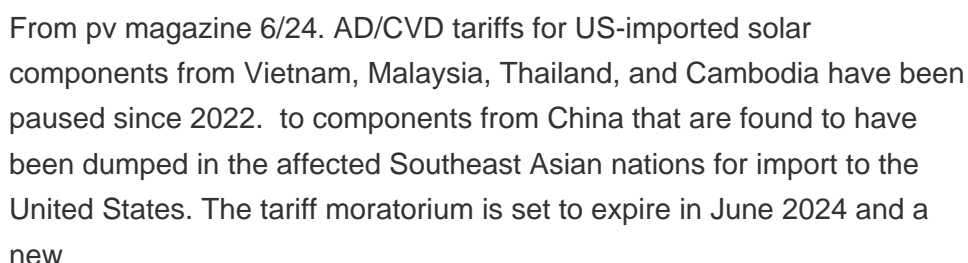 From pv magazine 6/24. AD/CVD tariffs for US-imported solar
components from Vietnam, Malaysia, Thailand, and Cambodia have been
paused since 2022.  to components from China that are found to have
been dumped in the affected Southeast Asian nations for import to the
United States. The tariff moratorium is set to expire in June 2024 and a
new